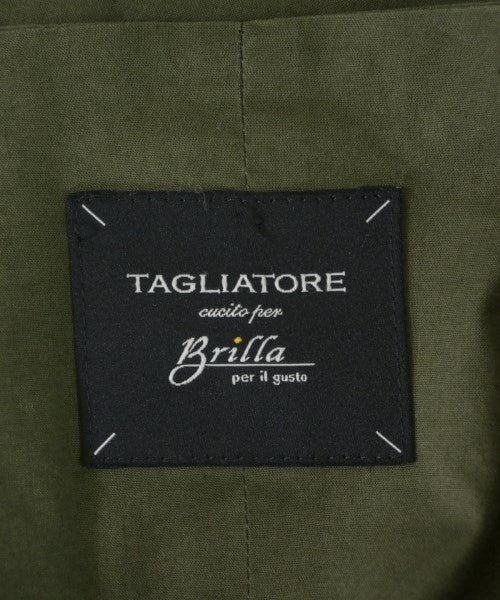 TAGLIATORE
cucito per
Brilla
per il gusto